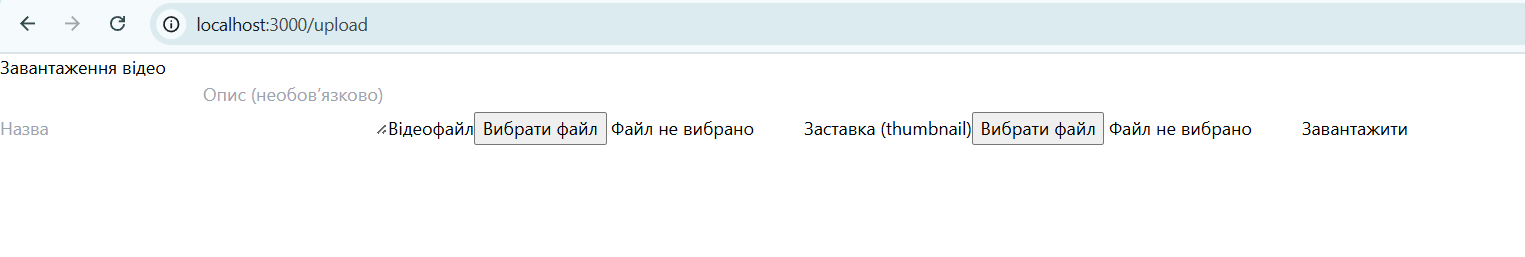 localhost:3000/upload
Завантаження відео
Опис (необов’язково)
Назва Відеофайл Вибрати файл Файл не вибрано Заставка (thumbnail) Вибрати файл Файл не вибрано Завантажити